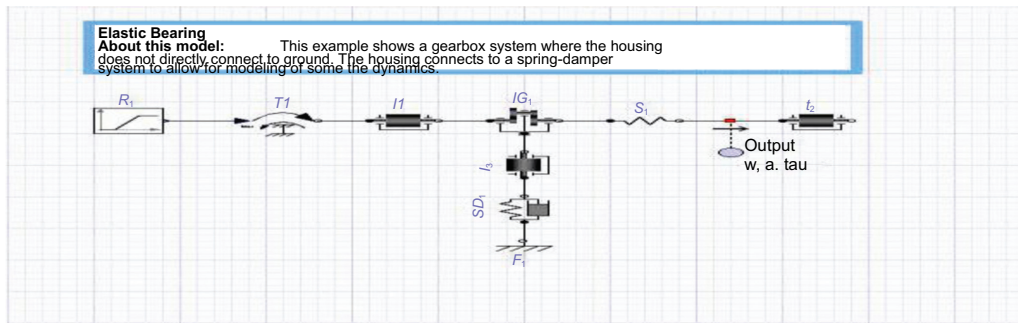 Elastic Bearing
About this model: This example shows a gearbox system where the housing
does not directly connect to ground. The housing connects to a spring-damper
system to allow for modeling of some the dynamics.
R1 T1 I1 IG1 S1 t2
Output
w, a. tau
I3
SD1
F1